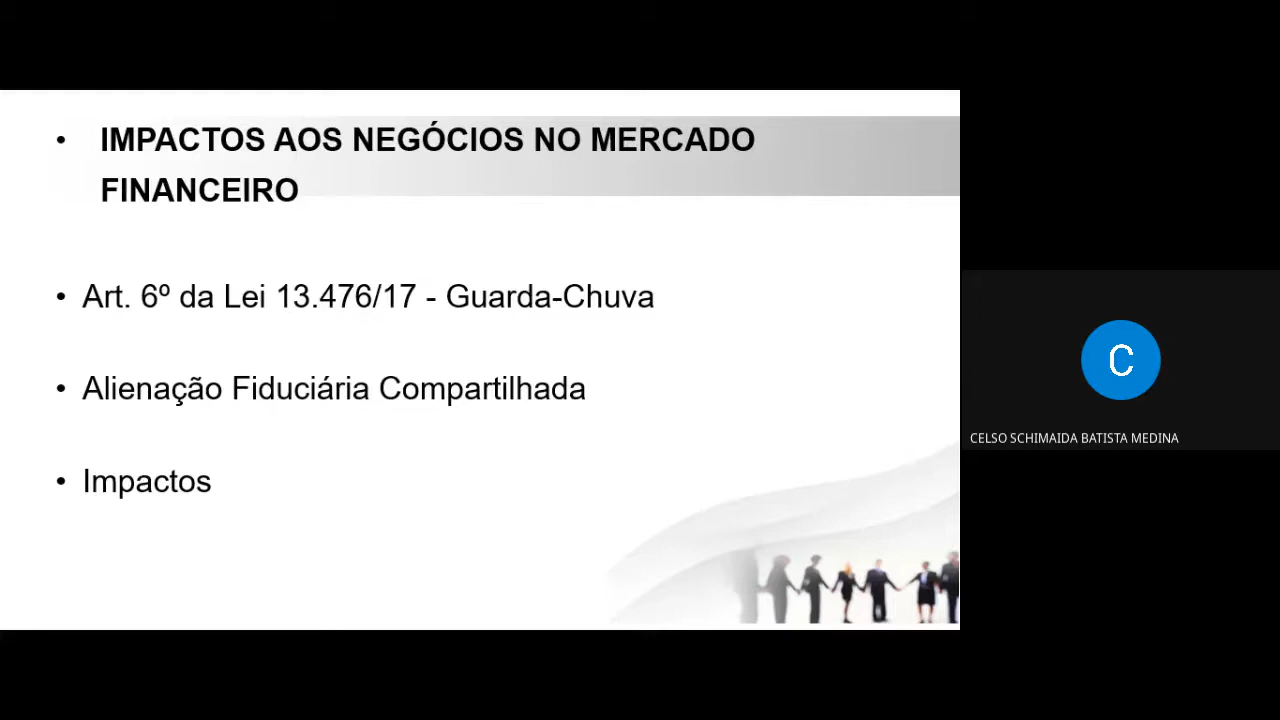 • IMPACTOS AOS NEGÓCIOS NO MERCADO
FINANCEIRO
• Art. 6º da Lei 13.476/17 - Guarda-Chuva
• Alienação Fiduciária Compartilhada
• Impactos
C
CELSO SCHIMAIDA BATISTA MEDINA